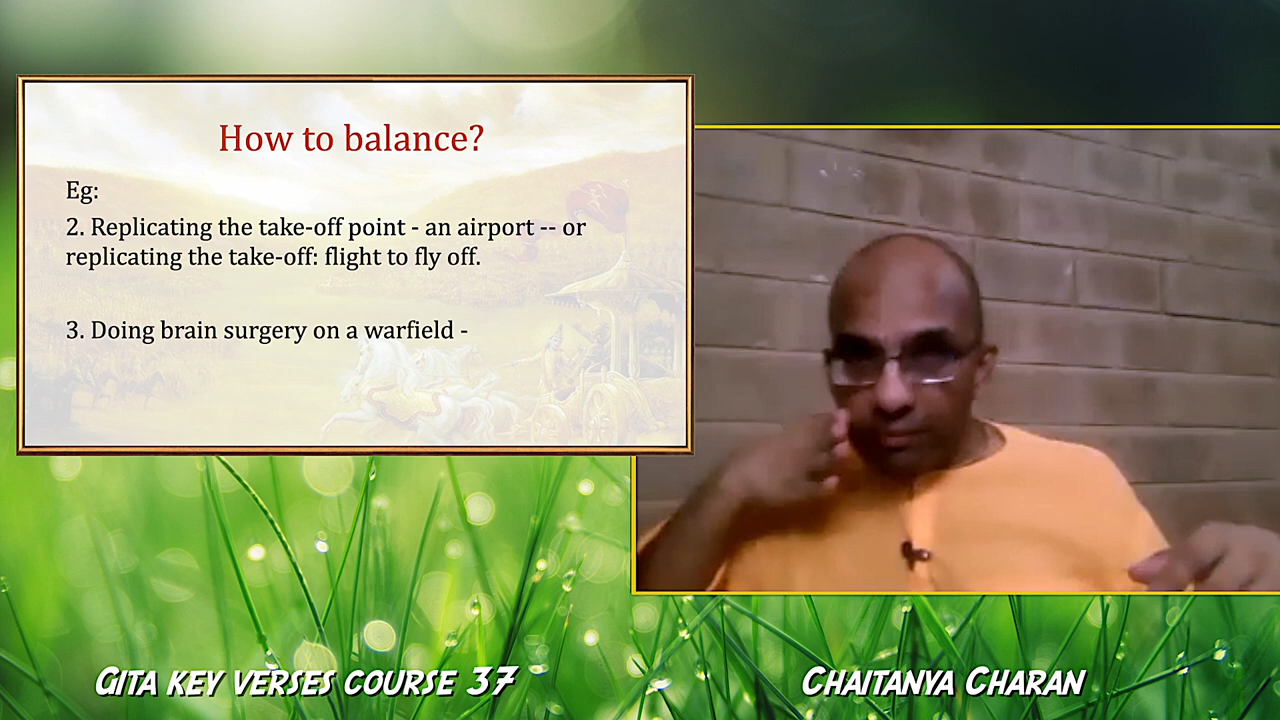 How to balance?
Eg:
2. Replicating the take-off point - an airport -- or
replicating the take-off: flight to fly off.
3. Doing brain surgery on a warfield -
GITA KEY VERSES COURSE 37
CHAITANYA CHARAN